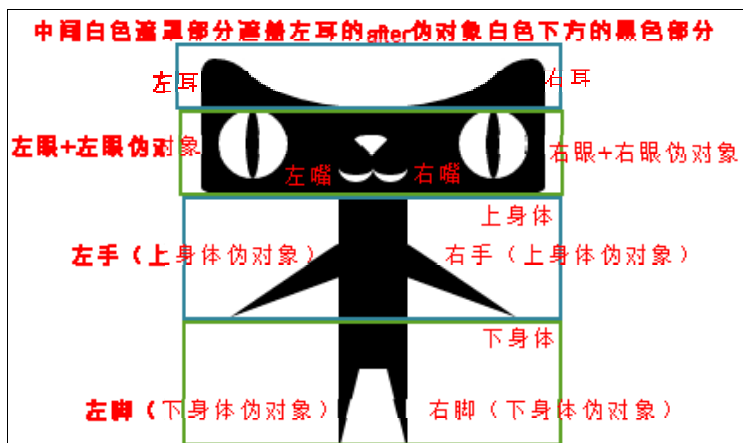 中间白色遮罩部分遮盖左耳的after伪对象白色下方的黑色部分
左耳
右耳
左眼+左眼伪对象
右眼+右眼伪对象
左嘴
右嘴
上身体
左手（上身体伪对象）
右手（上身体伪对象）
下身体
左脚（下身体伪对象）
右脚（下身体伪对象）